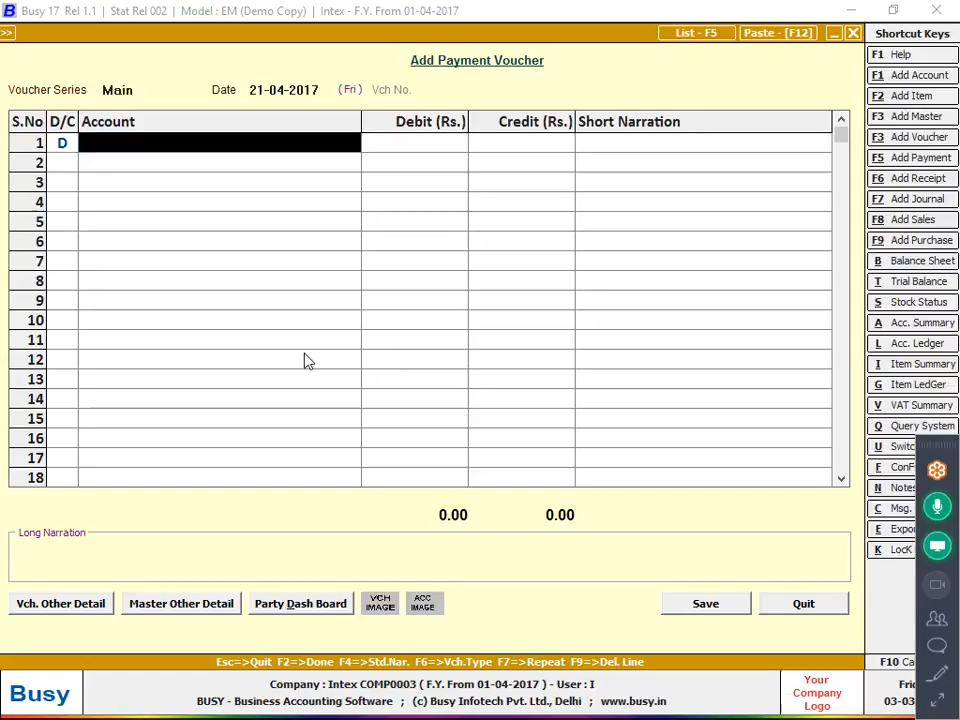 Busy 17 Rel 1.1 | Stat Rel 002 | Model : EM (Demo Copy) | Intex - F.Y. From 01-04-2017
>> List - F5 Paste - [F12] Shortcut Keys
F1 Help
F1 Add Account
F2 Add Item
F3 Add Master
F3 Add Voucher
F5 Add Payment
F6 Add Receipt
F7 Add Journal
F8 Add Sales
F9 Add Purchase
B Balance Sheet
T Trial Balance
S Stock Status
A Acc. Summary
L Acc. Ledger
I Item Summary
G Item LedGer
V VAT Summary
Q Query System
U
F
N Notes
C Msg.
E
K LocK
F10
Add Payment Voucher
Voucher Series Main Date 21-04-2017 (Fri) Vch No.
S.No D/C Account Debit (Rs.) Credit (Rs.) Short Narration
1 D
2
3
4
5
6
7
8
9
10
11
12
13
14
15
16
17
18
0.00 0.00
Long Narration
Vch. Other Detail Master Other Detail Party Dash Board VCH IMAGE ACC IMAGE Save Quit
Esc=>Quit F2=>Done F4=>Std.Nar. F6=>Vch.Type F7=>Repeat F9=>Del. Line
Busy
Company : Intex COMP0003 ( F.Y. From 01-04-2017 ) - User : I
BUSY - Business Accounting Software ; (c) Busy Infotech Pvt. Ltd., Delhi ; www.busy.in
Your
Company
Logo